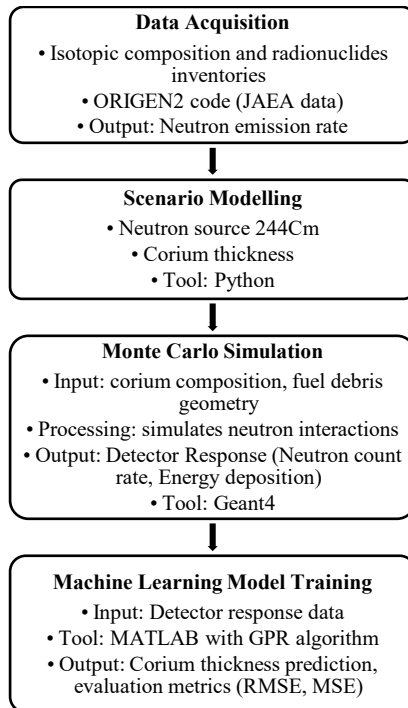 Data Acquisition
• Isotopic composition and radionuclides
inventories
• ORIGEN2 code (JAEA data)
• Output: Neutron emission rate
Scenario Modelling
• Neutron source 244Cm
• Corium thickness
• Tool: Python
Monte Carlo Simulation
• Input: corium composition, fuel debris
geometry
• Processing: simulates neutron interactions
• Output: Detector Response (Neutron count
rate, Energy deposition)
• Tool: Geant4
Machine Learning Model Training
• Input: Detector response data
• Tool: MATLAB with GPR algorithm
• Output: Corium thickness prediction,
evaluation metrics (RMSE, MSE)